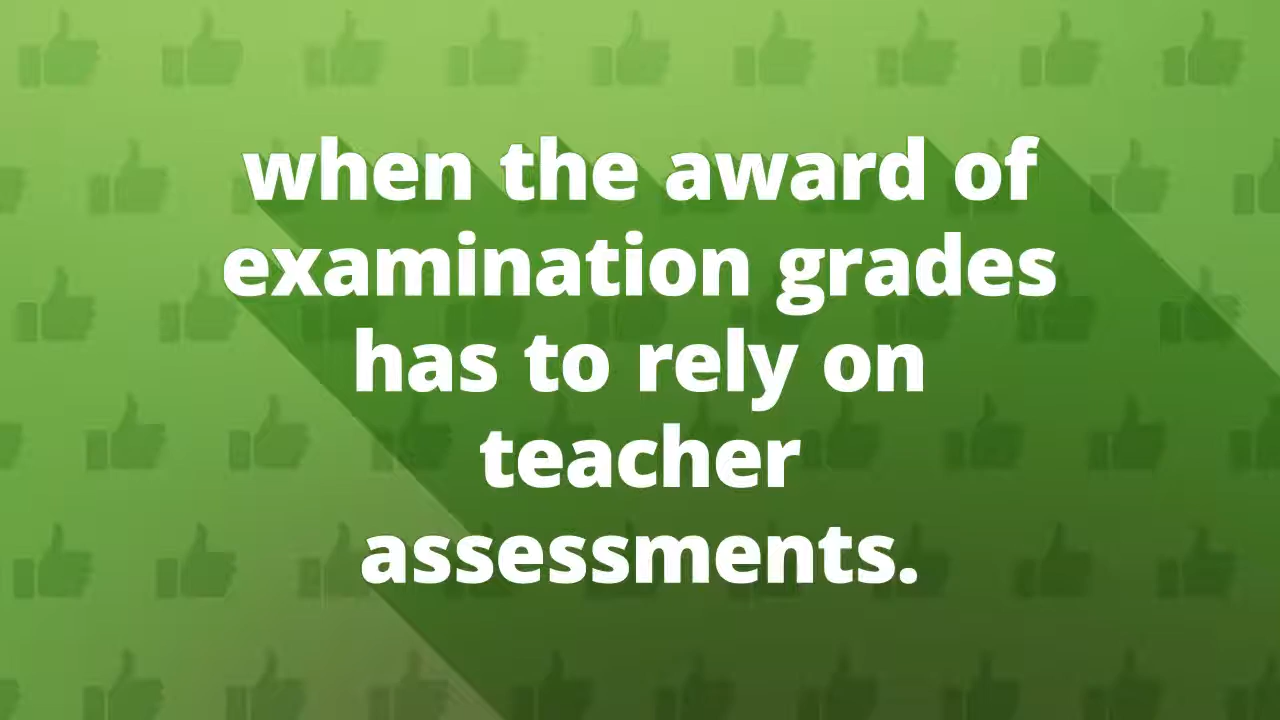 when the award of
examination grades
has to rely on
teacher
assessments.